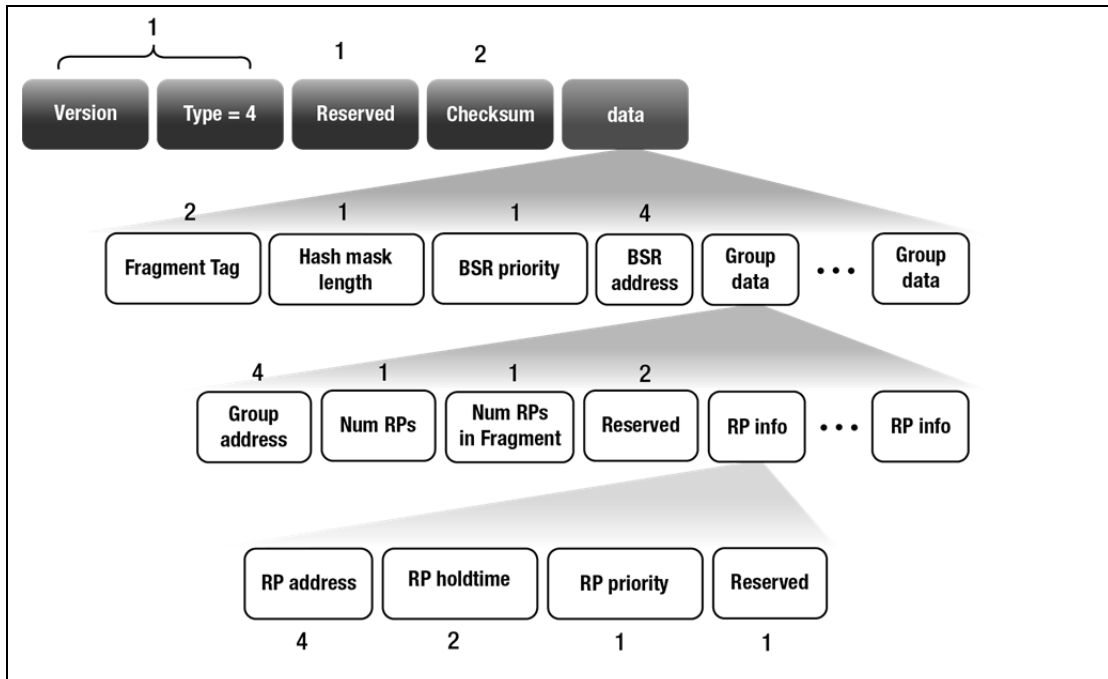 1
1
2
Version
Type = 4
Reserved
Checksum
data
2
1
1
4
Fragment Tag
Hash mask
length
BSR priority
BSR
address
Group
data
• • •
Group
data
4
1
1
2
Group
address
Num RPs
Num RPs
in Fragment
Reserved
RP info
• • •
RP info
RP address
RP holdtime
RP priority
Reserved
4
2
1
1